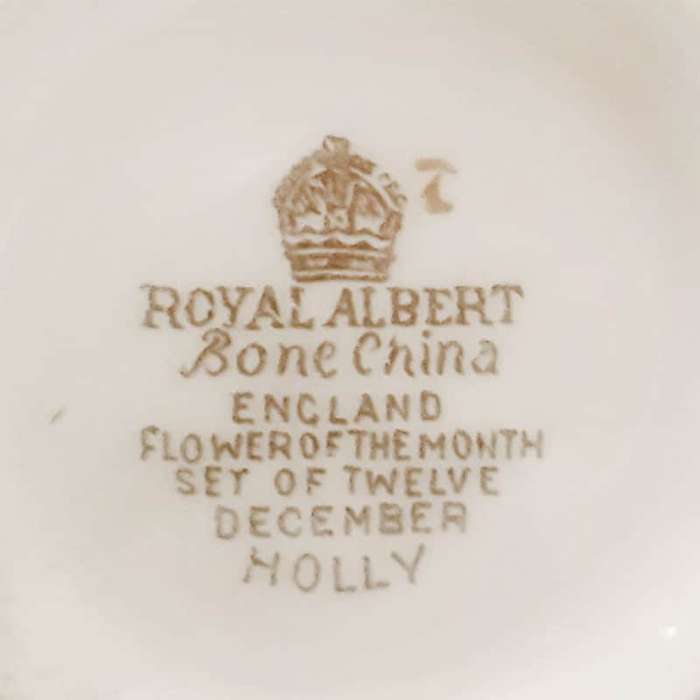 ROYAL ALBERT
Bone China
ENGLAND
FLOWER OF THE MONTH
SET OF TWELVE
DECEMBER
HOLLY